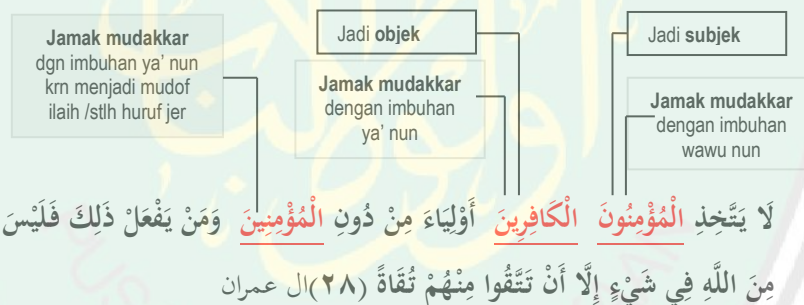 Jamak mudakkar
dgn imbuhan ya' nun
krn menjadi mudof
ilaih /stlh huruf jer
Jadi objek
Jamak mudakkar
dengan imbuhan
ya' nun
Jadi subjek
Jamak mudakkar
dengan imbuhan
wawu nun
لَا يَتَّخِذِ الْمُؤْمِنُونَ الْكَافِرِينَ أَوْلِيَاءَ مِنْ دُونِ الْمُؤْمِنِينَ وَمَنْ يَفْعَلْ ذَلِكَ فَلَيْسَ
مِنَ اللَّهِ فِي شَيْءٍ إِلَّا أَنْ تَتَّقُوا مِنْهُمْ تُقَاةً (٢٨)ال عمران